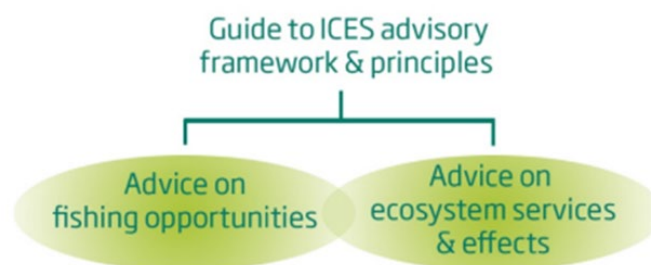 Guide to ICES advisory
framework & principles
Advice on
fishing opportunities
Advice on
ecosystem services
& effects